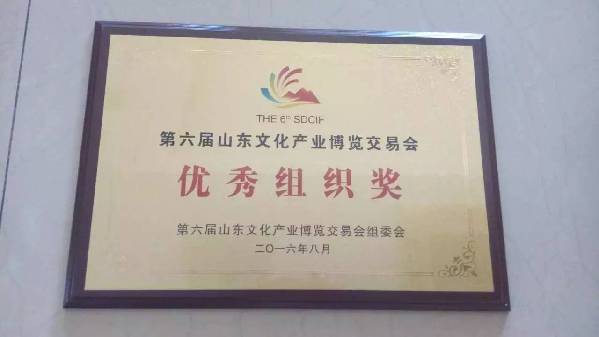 THE 6th SDCIF
第六届山东文化产业博览交易会
优秀组织奖
第六届山东文化产业博览交易会组委会
二〇一六年八月